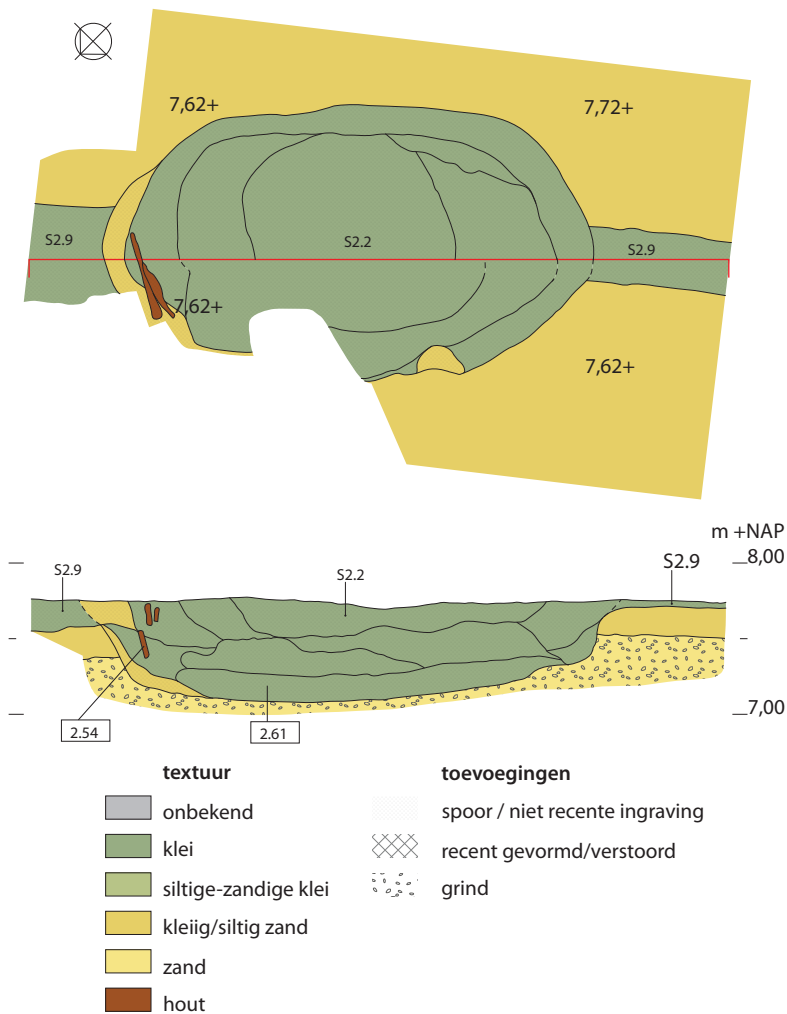 7,62+
7,72+
S2.9
S2.2
S2.9
7,62+
7,62+
m +NAP
8,00
S2.9
S2.2
S2.9
7,00
2.54
2.61
textuur
onbekend
klei
siltige-zandige klei
kleiig/siltig zand
zand
hout
toevoegingen
spoor / niet recente ingraving
recent gevormd/verstoord
grind